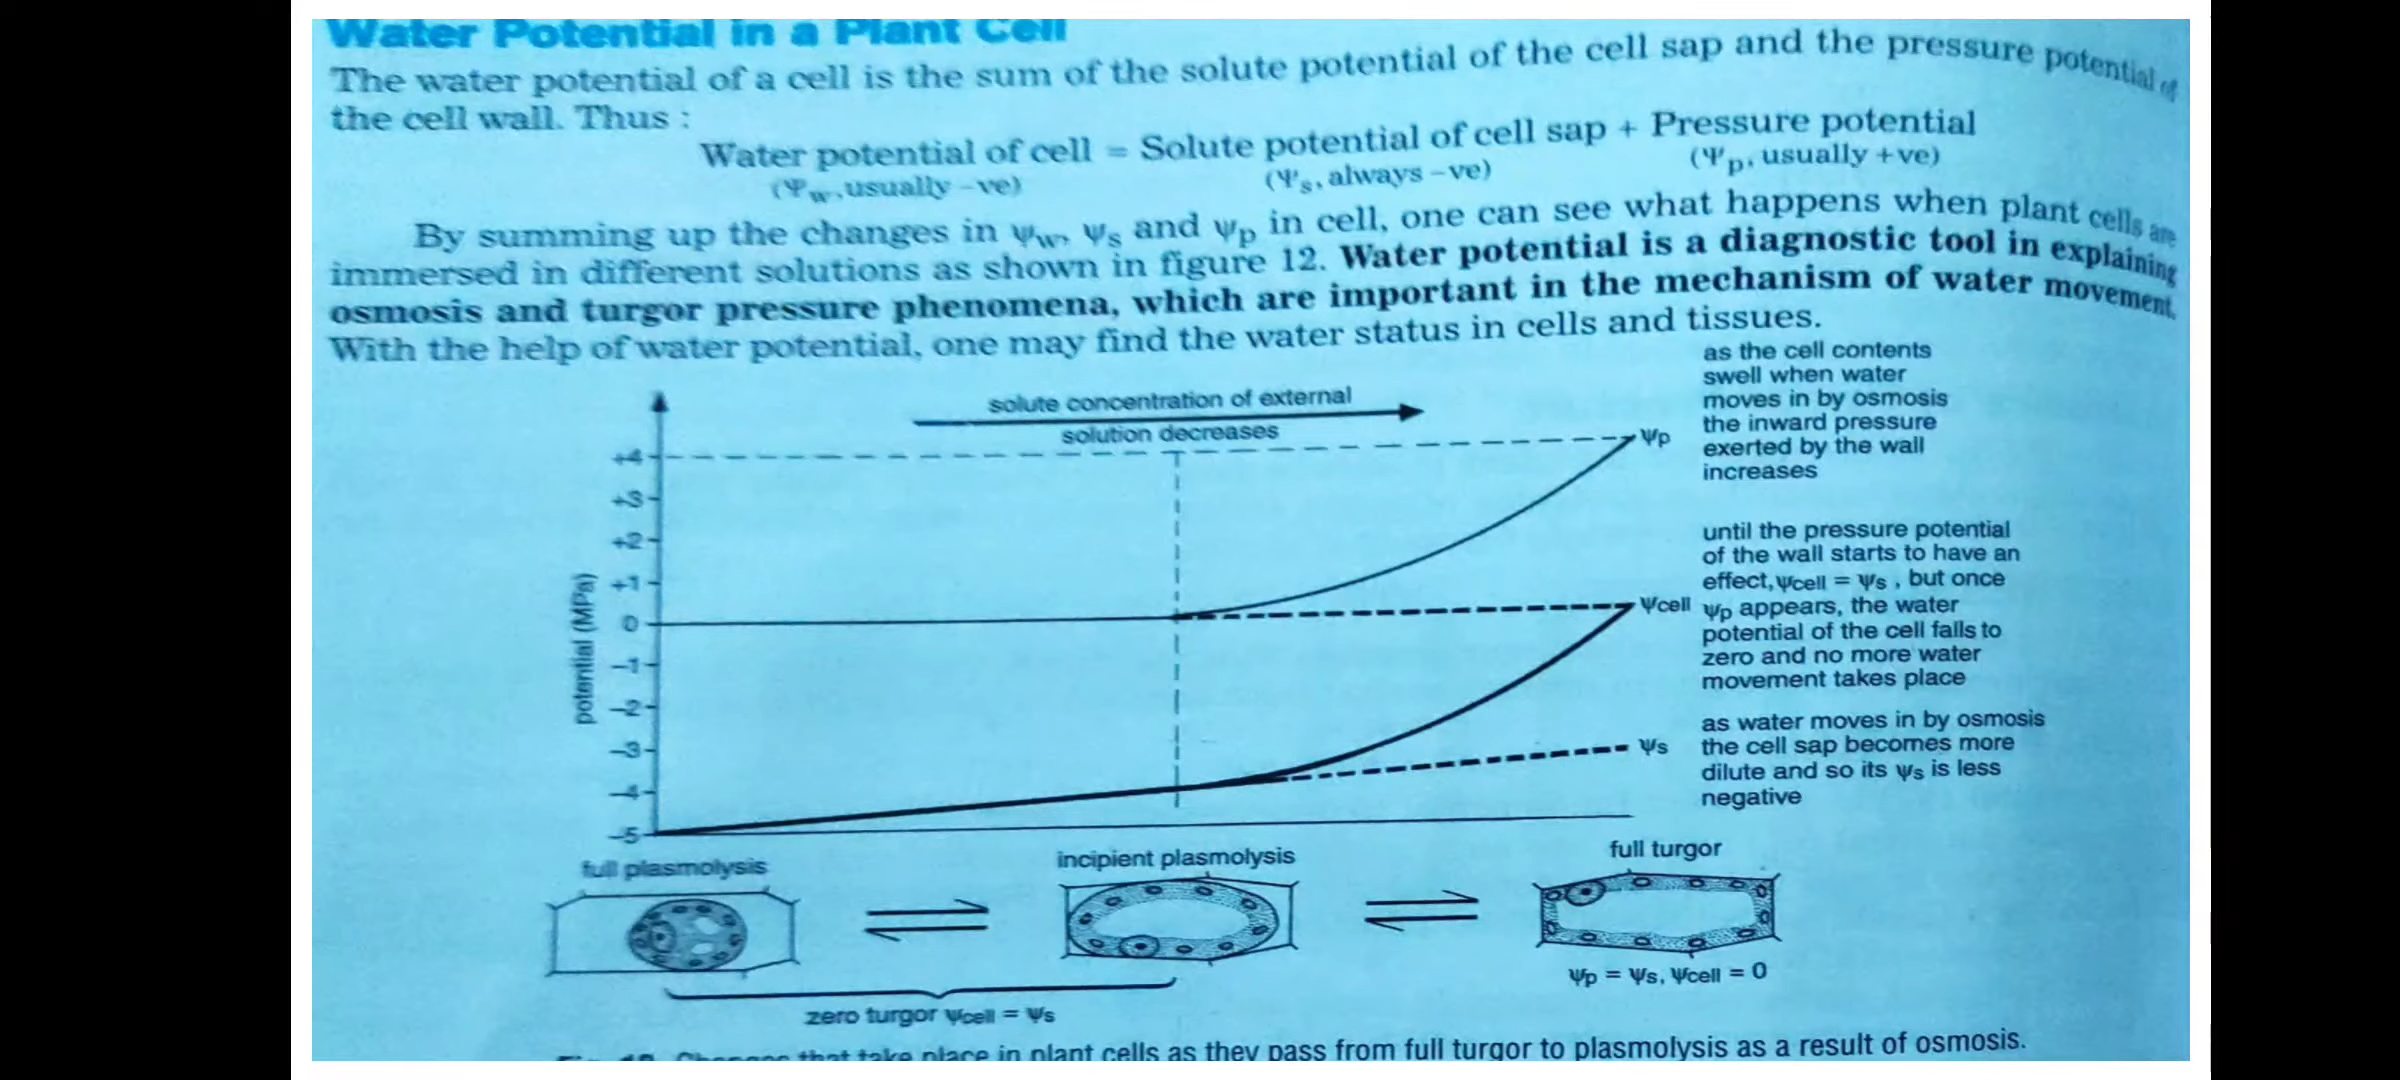 Water Potential in a Plant Cell
The water potential of a cell is the sum of the solute potential of the cell sap and the pressure potential of
the cell wall. Thus :
Water potential of cell = Solute potential of cell sap + Pressure potential
(Ψw, usually –ve) (Ψs, always –ve) (Ψp, usually +ve)
By summing up the changes in ψw, ψs and ψp in cell, one can see what happens when plant cells are
immersed in different solutions as shown in figure 12. Water potential is a diagnostic tool in explaining
osmosis and turgor pressure phenomena, which are important in the mechanism of water movement.
With the help of water potential, one may find the water status in cells and tissues.
solute concentration of external
solution decreases
potential (MPa)
+4
+3
+2
+1
0
–1
–2
–3
–4
–5
ψp
as the cell contents
swell when water
moves in by osmosis
the inward pressure
exerted by the wall
increases
ψcell
until the pressure potential
of the wall starts to have an
effect, ψcell = ψs , but once
ψp appears, the water
potential of the cell falls to
zero and no more water
movement takes place
ψs
as water moves in by osmosis
the cell sap becomes more
dilute and so its ψs is less
negative
full plasmolysis
incipient plasmolysis
full turgor
ψp = ψs, ψcell = 0
zero turgor ψcell = ψs
Changes that take place in plant cells as they pass from full turgor to plasmolysis as a result of osmosis.